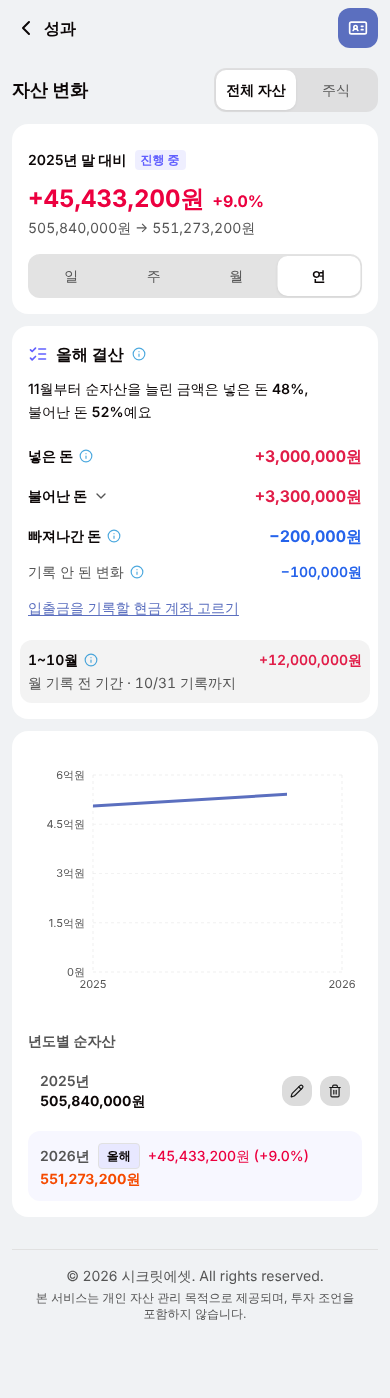 성과
자산 변화
전체 자산 주식
2025년 말 대비 진행 중
+45,433,200원 +9.0%
505,840,000원 → 551,273,200원
일 주 월 연
올해 결산
11월부터 순자산을 늘린 금액은 넣은 돈 48%,
불어난 돈 52%예요
넣은 돈 +3,000,000원
불어난 돈 +3,300,000원
빠져나간 돈 −200,000원
기록 안 된 변화 −100,000원
입출금을 기록할 현금 계좌 고르기
1~10월 +12,000,000원
월 기록 전 기간 · 10/31 기록까지
6억원
4.5억원
3억원
1.5억원
0원
2025 2026
년도별 순자산
2025년
505,840,000원
2026년 올해 +45,433,200원 (+9.0%)
551,273,200원
© 2026 시크릿에셋. All rights reserved.
본 서비스는 개인 자산 관리 목적으로 제공되며, 투자 조언을
포함하지 않습니다.